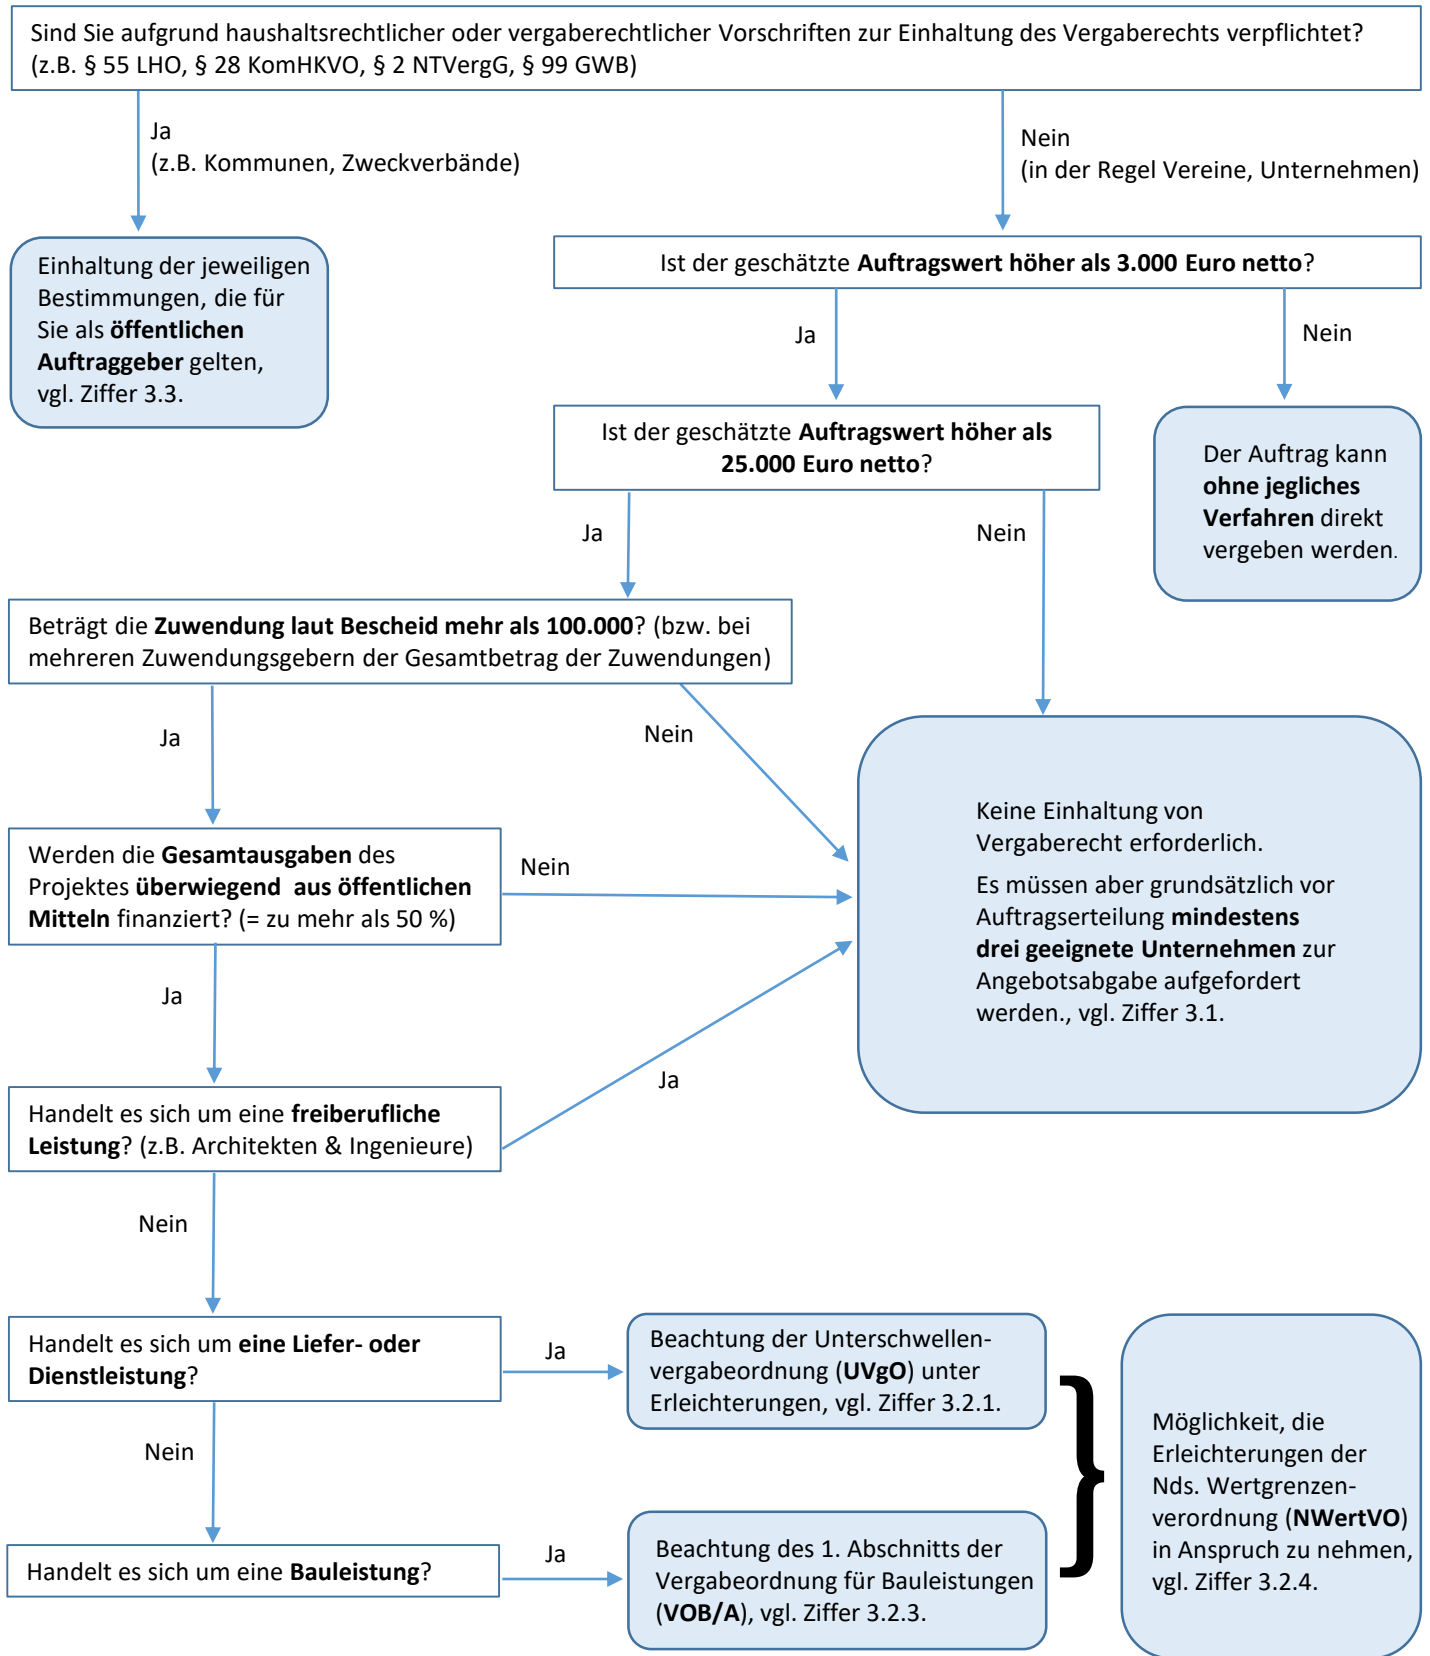 Sind Sie aufgrund haushaltsrechtlicher oder vergaberechtlicher Vorschriften zur Einhaltung des Vergaberechts verpflichtet?
(z.B. § 55 LHO, § 28 KomHKVO, § 2 NTVergG, § 99 GWB)
Ja
(z.B. Kommunen, Zweckverbände)
Nein
(in der Regel Vereine, Unternehmen)
Einhaltung der jeweiligen
Bestimmungen, die für
Sie als öffentlichen
Auftraggeber gelten,
vgl. Ziffer 3.3.
Ist der geschätzte Auftragswert höher als 3.000 Euro netto?
Ja
Nein
Ist der geschätzte Auftragswert höher als
25.000 Euro netto?
Der Auftrag kann
ohne jegliches
Verfahren direkt
vergeben werden.
Ja
Nein
Beträgt die Zuwendung laut Bescheid mehr als 100.000? (bzw. bei
mehreren Zuwendungsgebern der Gesamtbetrag der Zuwendungen)
Ja
Nein
Keine Einhaltung von
Vergaberecht erforderlich.
Es müssen aber grundsätzlich vor
Auftragserteilung mindestens
drei geeignete Unternehmen zur
Angebotsabgabe aufgefordert
werden., vgl. Ziffer 3.1.
Werden die Gesamtausgaben des
Projektes überwiegend aus öffentlichen
Mitteln finanziert? (= zu mehr als 50 %)
Nein
Ja
Handelt es sich um eine freiberufliche
Leistung? (z.B. Architekten & Ingenieure)
Ja
Nein
Handelt es sich um eine Liefer- oder
Dienstleistung?
Ja
Beachtung der Unterschwellen-
vergabeordnung (UVgO) unter
Erleichterungen, vgl. Ziffer 3.2.1.
Nein
Handelt es sich um eine Bauleistung?
Ja
Beachtung des 1. Abschnitts der
Vergabeordnung für Bauleistungen
(VOB/A), vgl. Ziffer 3.2.3.
}
Möglichkeit, die
Erleichterungen der
Nds. Wertgrenzen-
verordnung (NWertVO)
in Anspruch zu nehmen,
vgl. Ziffer 3.2.4.